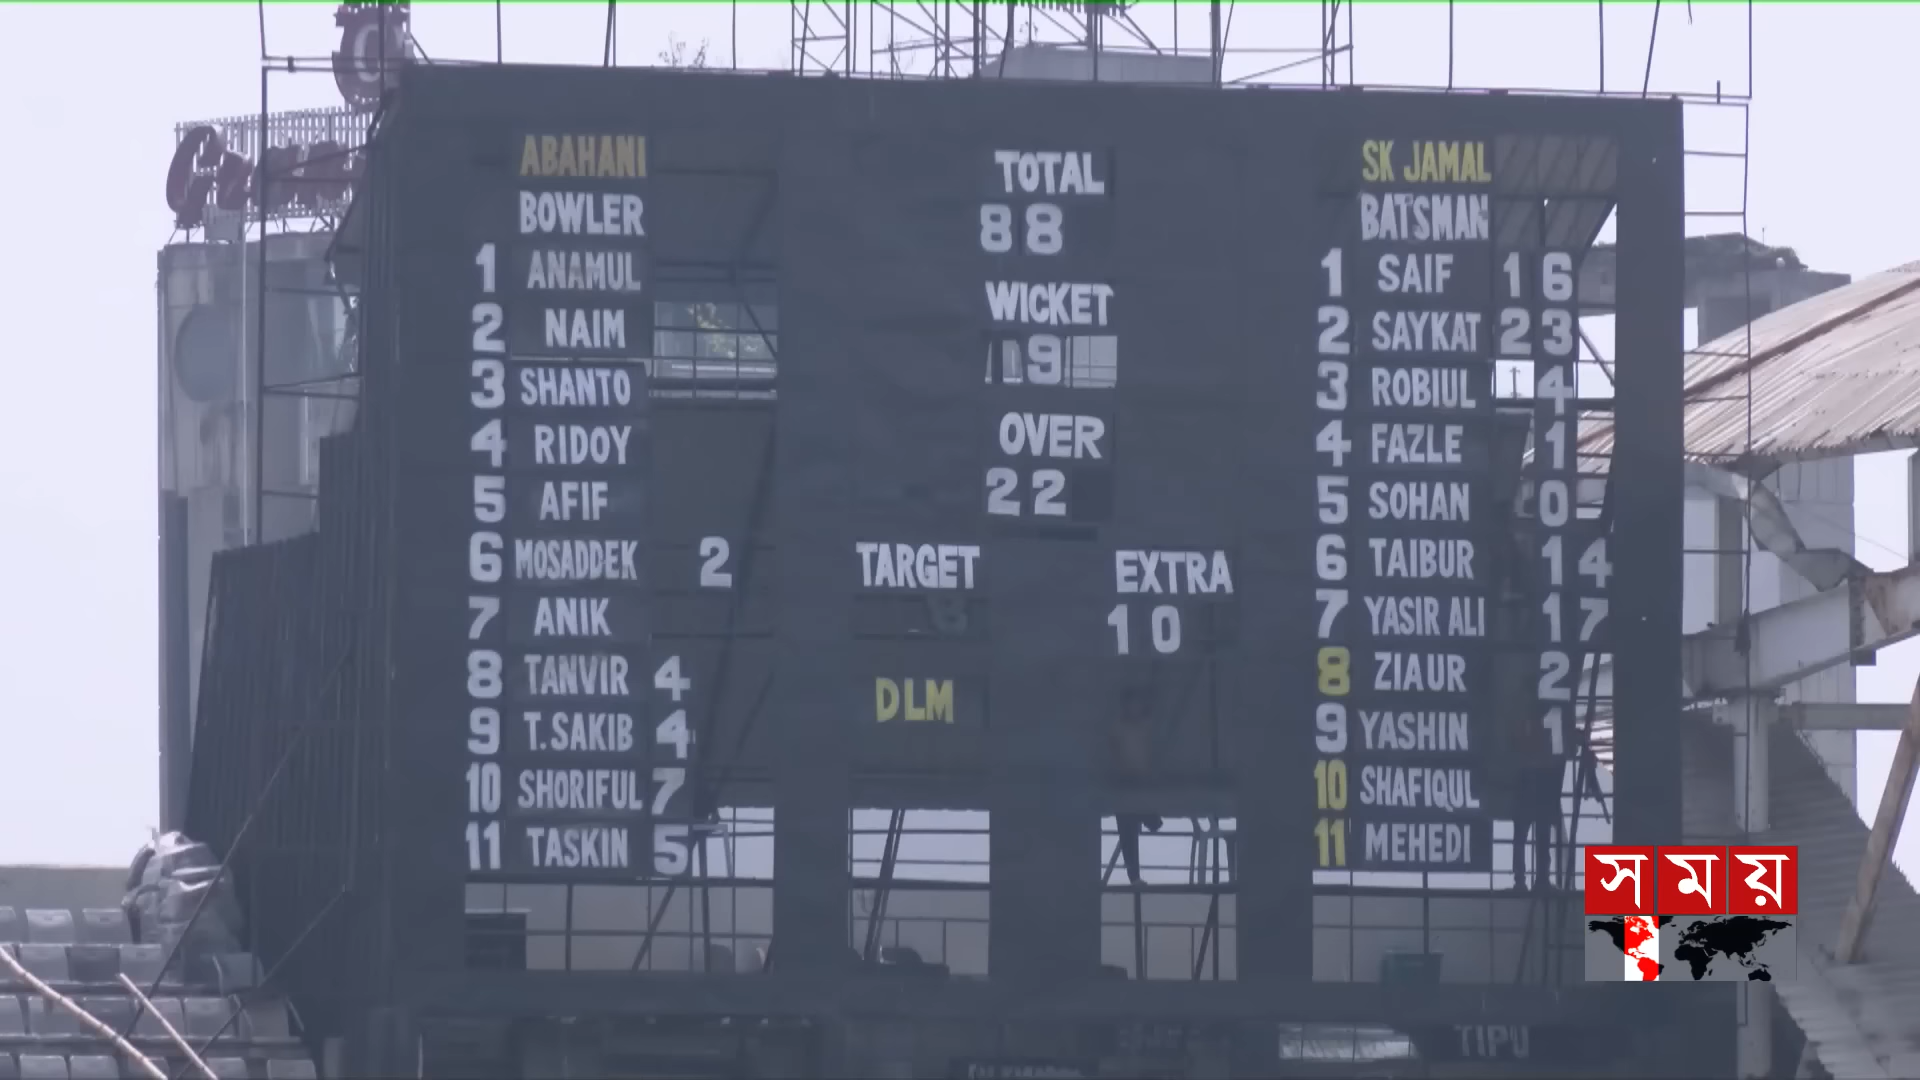 ABAHANI
BOWLER
1 ANAMUL
2 NAIM
3 SHANTO
4 RIDOY
5 AFIF
6 MOSADDEK 2
7 ANIK
8 TANVIR 4
9 T.SAKIB 4
10 SHORIFUL 7
11 TASKIN 5
TOTAL
88
WICKET
9
OVER
22
TARGET
DLM
EXTRA
10
SK JAMAL
BATSMAN
1 SAIF 16
2 SAYKAT 23
3 ROBIUL 4
4 FAZLE 1
5 SOHAN 0
6 TAIBUR 14
7 YASIR ALI 17
8 ZIAUR 2
9 YASHIN 1
10 SHAFIQUL
11 MEHEDI
সময়
TIPU